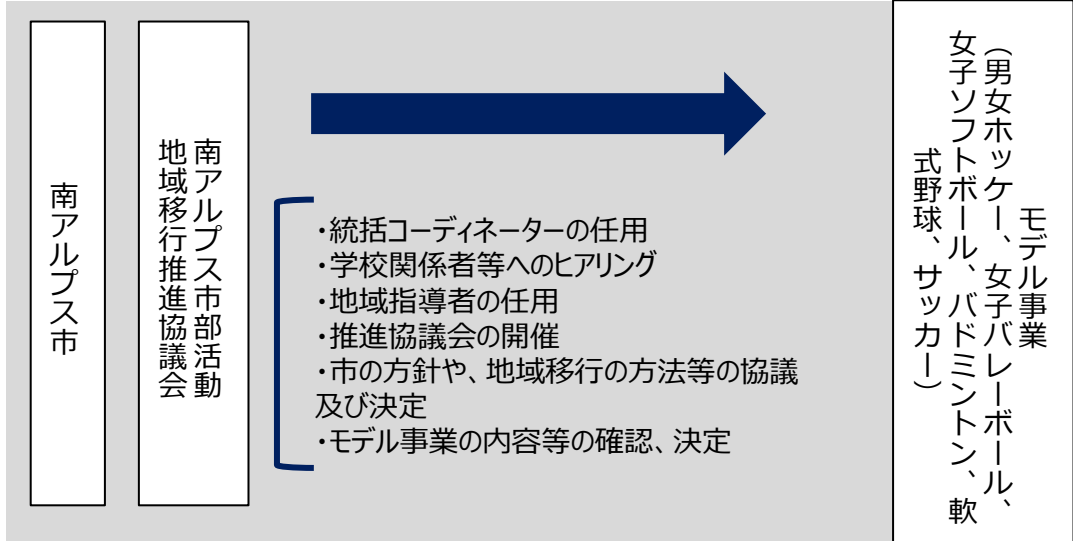 南アルプス市
南アルプス市部活動
地域移行推進協議会
・統括コーディネーターの任用
・学校関係者等へのヒアリング
・地域指導者の任用
・推進協議会の開催
・市の方針や、地域移行の方法等の協議
及び決定
・モデル事業の内容等の確認、決定
モデル事業
（男女ホッケー、女子バレーボール、
女子ソフトボール、バドミントン、軟
式野球、サッカー）